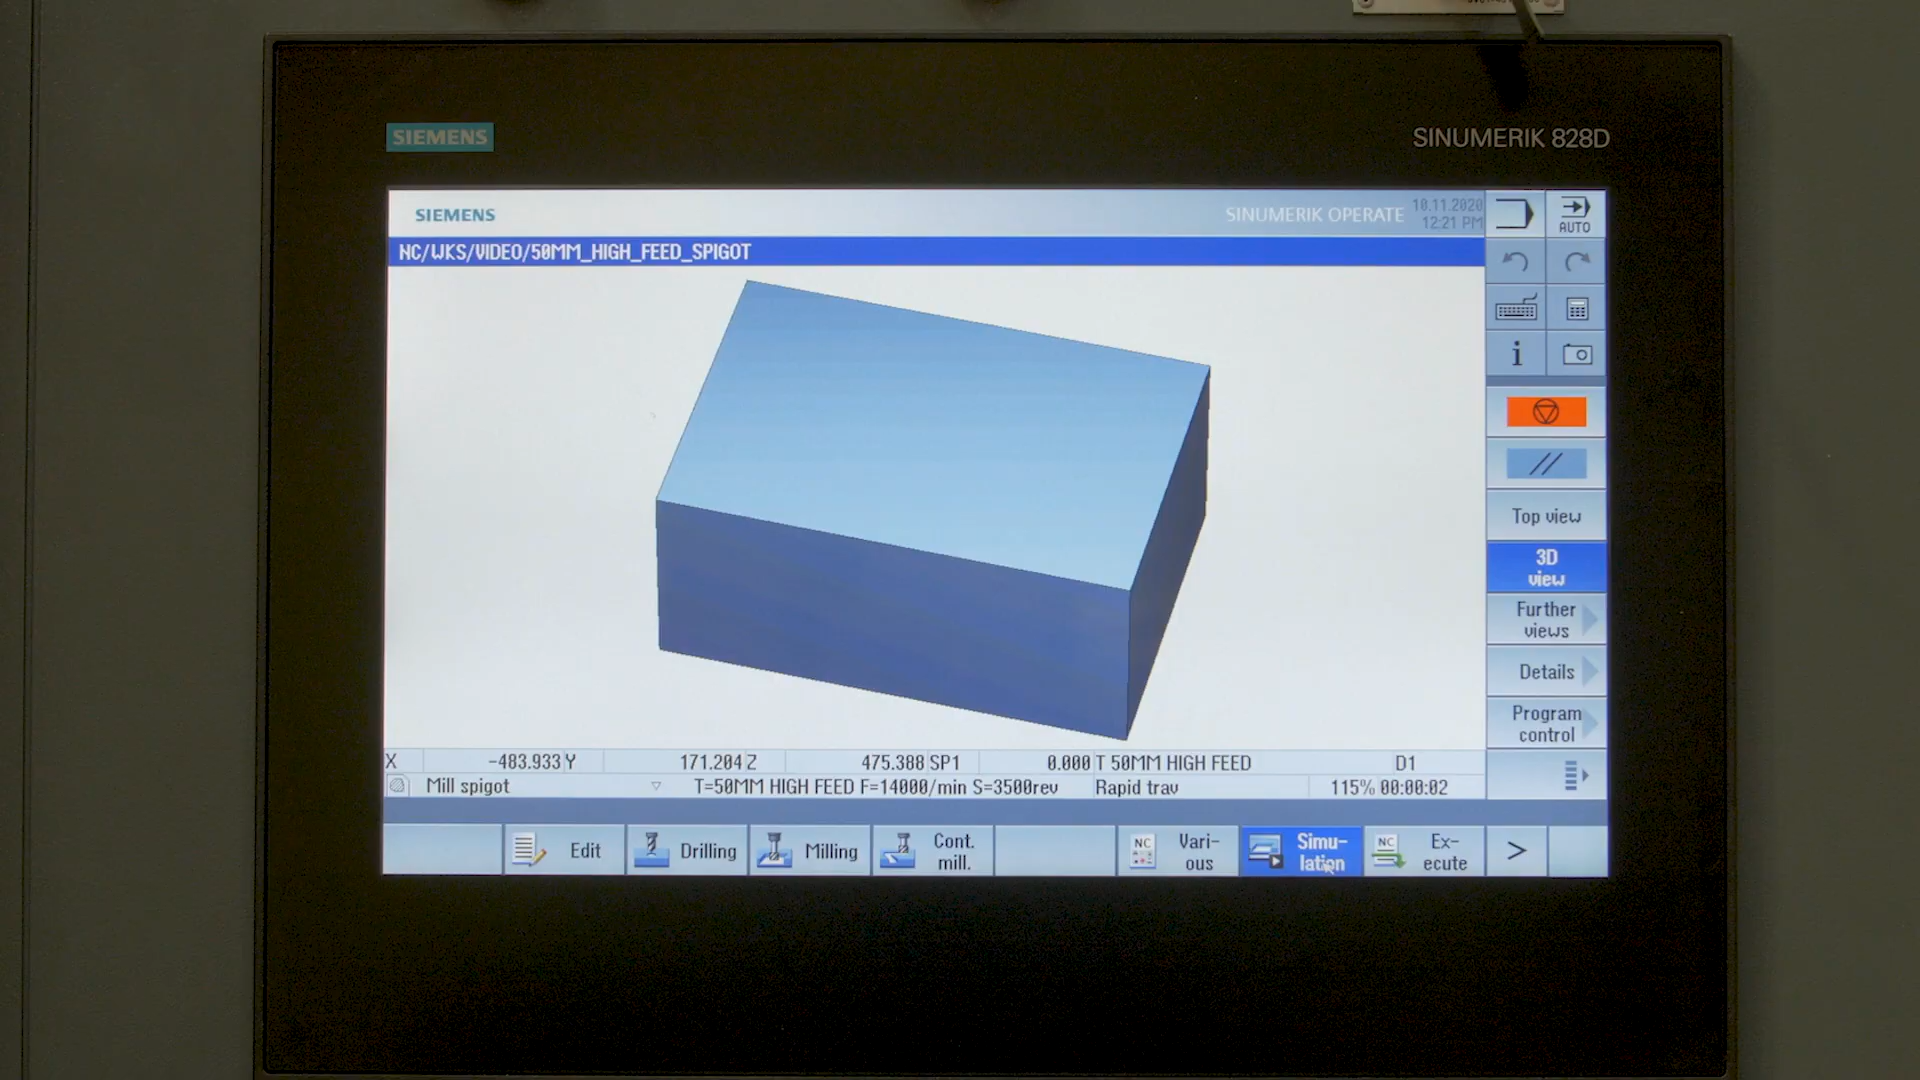 SIEMENS
SINUMERIK 828D
SIEMENS
SINUMERIK OPERATE
10.11.2020
12:21 PM
AUTO
NC/WKS/VIDEO/50MM_HIGH_FEED_SPIGOT
i
Top view
3D
view
Further
views
Details
Program
control
X -483.933 Y 171.204 Z 475.388 SP1 0.000 T 50MM HIGH FEED D1
Mill spigot T=50MM HIGH FEED F=14000/min S=3500rev Rapid trav 115% 00:00:02
Edit
Drilling
Milling
Cont.
mill.
NC
Vari-
ous
Simu-
lation
NC
Ex-
ecute
>